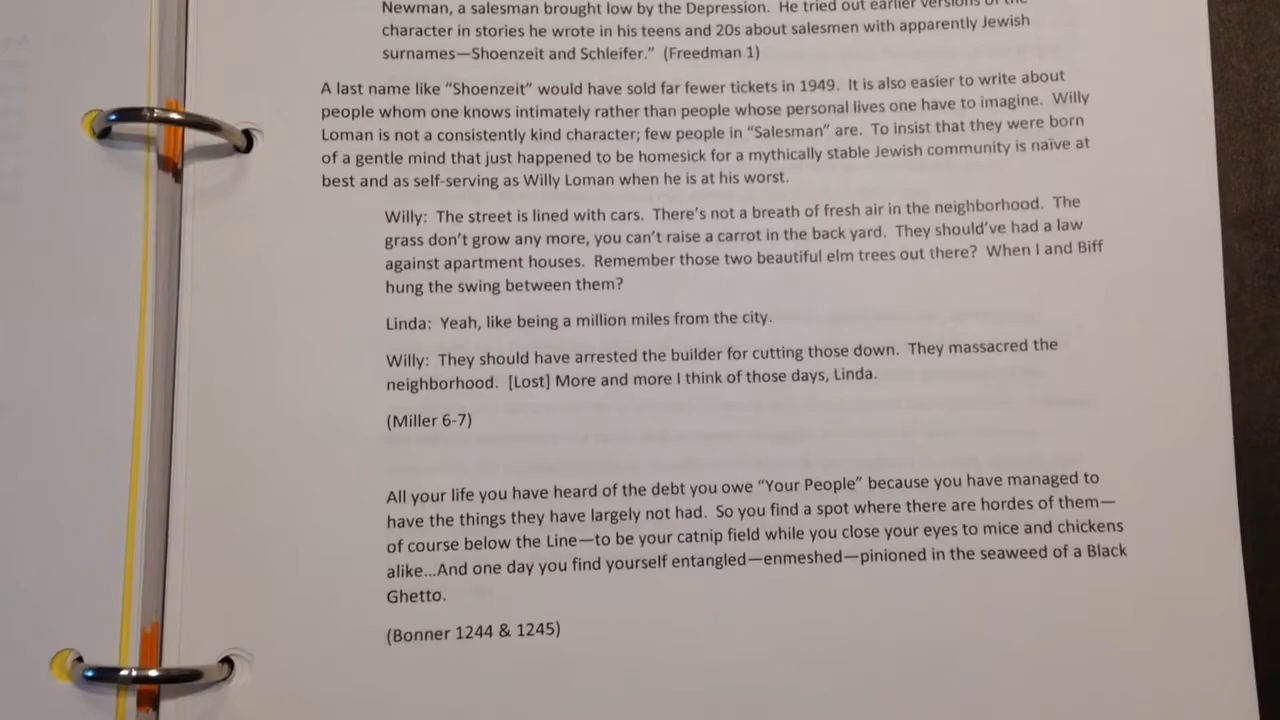 Newman, a salesman brought low by the Depression.  He tried out earlier versions of the
character in stories he wrote in his teens and 20s about salesmen with apparently Jewish
surnames—Shoenzeit and Schleifer.”  (Freedman 1)
A last name like “Shoenzeit” would have sold far fewer tickets in 1949.  It is also easier to write about
people whom one knows intimately rather than people whose personal lives one have to imagine.  Willy
Loman is not a consistently kind character; few people in “Salesman” are.  To insist that they were born
of a gentle mind that just happened to be homesick for a mythically stable Jewish community is naïve at
best and as self-serving as Willy Loman when he is at his worst.
Willy:  The street is lined with cars.  There’s not a breath of fresh air in the neighborhood.  The
grass don’t grow any more, you can’t raise a carrot in the back yard.  They should’ve had a law
against apartment houses.  Remember those two beautiful elm trees out there?  When I and Biff
hung the swing between them?
Linda:  Yeah, like being a million miles from the city.
Willy:  They should have arrested the builder for cutting those down.  They massacred the
neighborhood.  [Lost] More and more I think of those days, Linda.
(Miller 6-7)
All your life you have heard of the debt you owe “Your People” because you have managed to
have the things they have largely not had.  So you find a spot where there are hordes of them—
of course below the Line—to be your catnip field while you close your eyes to mice and chickens
alike…And one day you find yourself entangled—enmeshed—pinioned in the seaweed of a Black
Ghetto.
(Bonner 1244 & 1245)